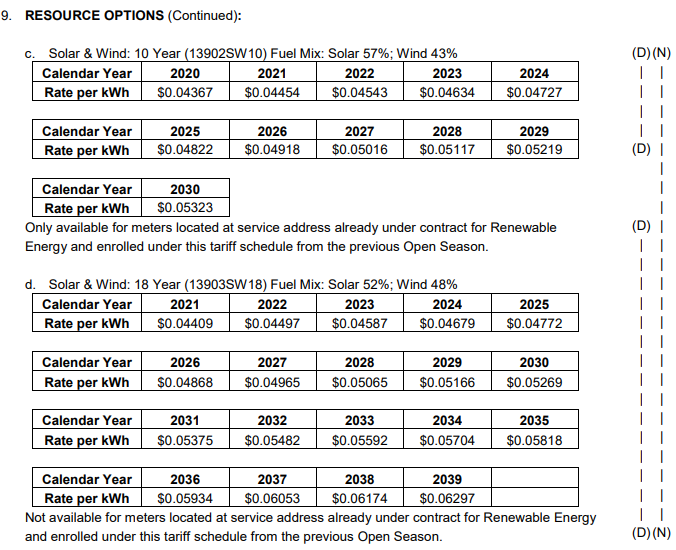 9. RESOURCE OPTIONS (Continued):
c. Solar & Wind: 10 Year (13902SW10) Fuel Mix: Solar 57%; Wind 43% (D)(N)
Calendar Year 2020 2021 2022 2023 2024 | |
Rate per kWh $0.04367 $0.04454 $0.04543 $0.04634 $0.04727 | |
Calendar Year 2025 2026 2027 2028 2029 | |
Rate per kWh $0.04822 $0.04918 $0.05016 $0.05117 $0.05219 (D) |
Calendar Year 2030 |
Rate per kWh $0.05323 |
Only available for meters located at service address already under contract for Renewable (D) |
Energy and enrolled under this tariff schedule from the previous Open Season. | |
d. Solar & Wind: 18 Year (13903SW18) Fuel Mix: Solar 52%; Wind 48% | |
Calendar Year 2021 2022 2023 2024 2025 | |
Rate per kWh $0.04409 $0.04497 $0.04587 $0.04679 $0.04772 | |
Calendar Year 2026 2027 2028 2029 2030 | |
Rate per kWh $0.04868 $0.04965 $0.05065 $0.05166 $0.05269 | |
Calendar Year 2031 2032 2033 2034 2035 | |
Rate per kWh $0.05375 $0.05482 $0.05592 $0.05704 $0.05818 | |
Calendar Year 2036 2037 2038 2039 | |
Rate per kWh $0.05934 $0.06053 $0.06174 $0.06297 | |
Not available for meters located at service address already under contract for Renewable Energy | |
and enrolled under this tariff schedule from the previous Open Season. (D)(N)